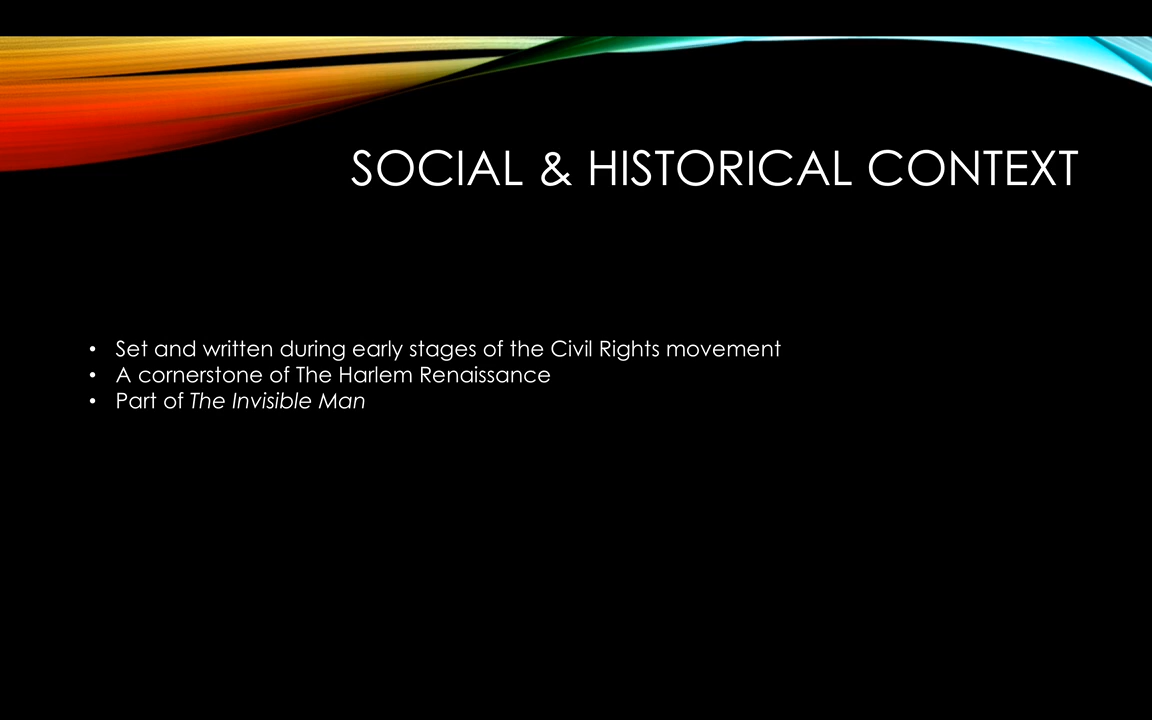 SOCIAL & HISTORICAL CONTEXT
• Set and written during early stages of the Civil Rights movement
• A cornerstone of The Harlem Renaissance
• Part of The Invisible Man